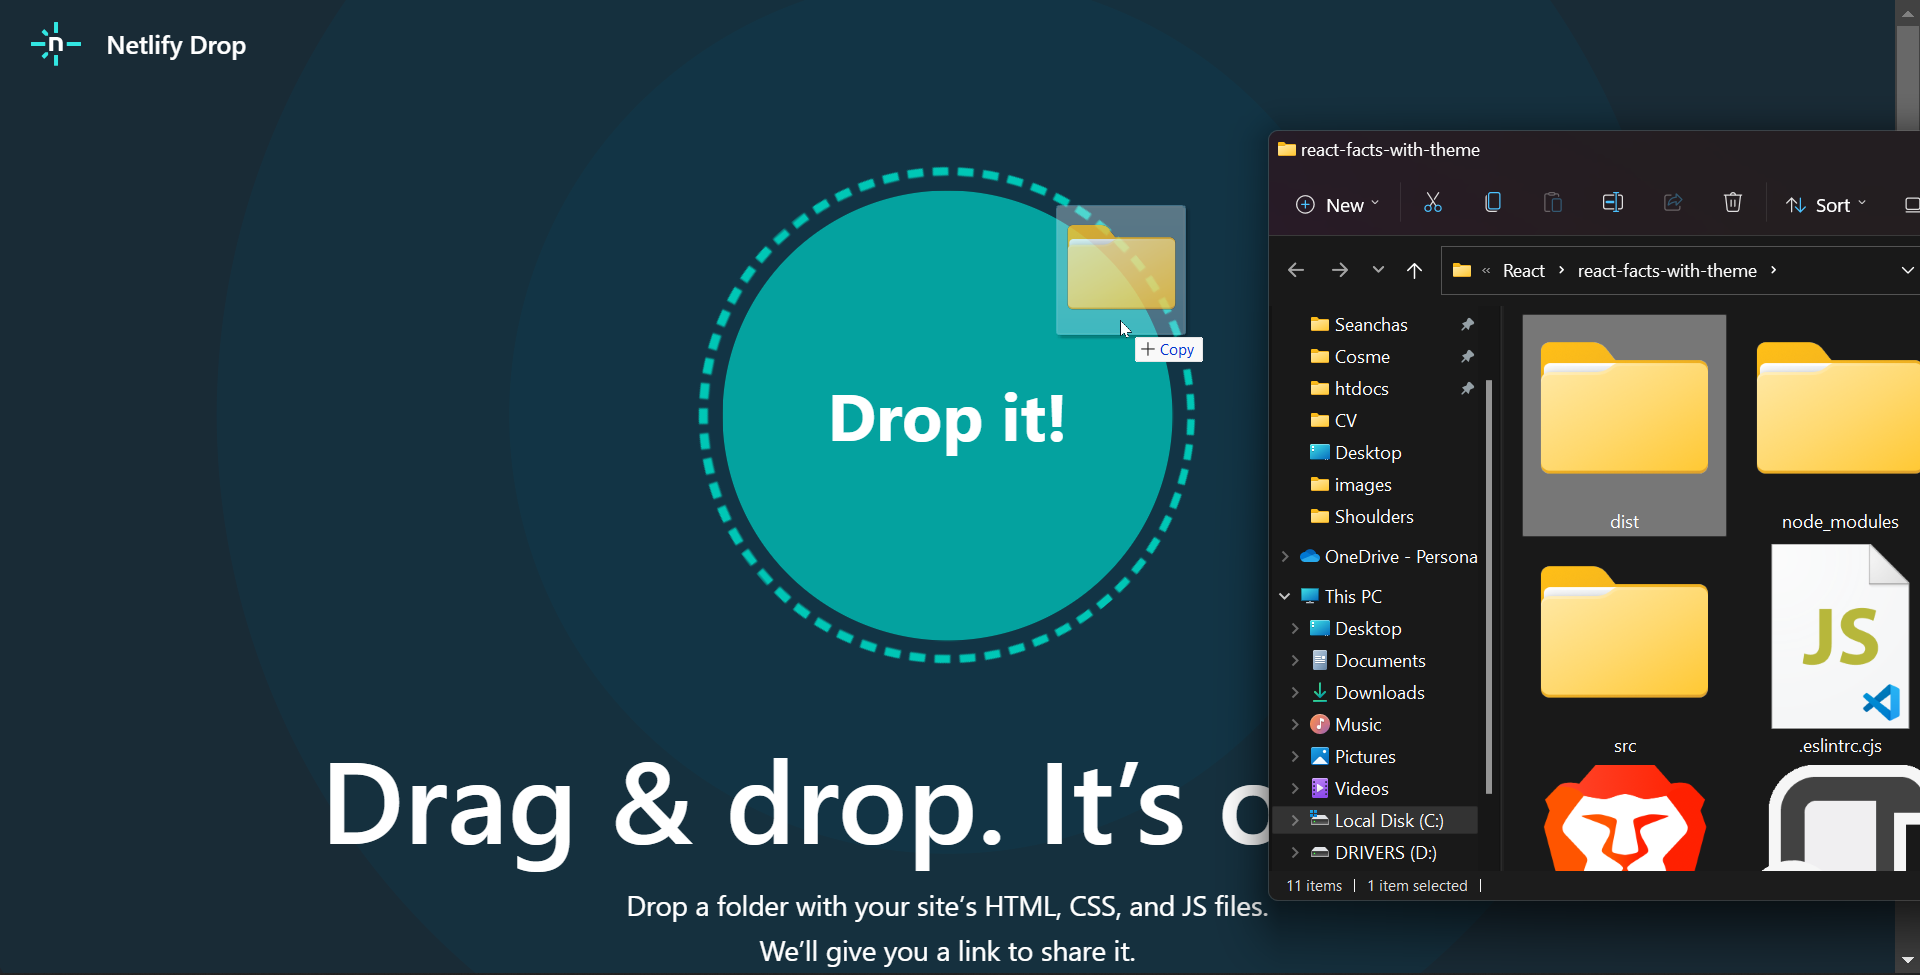 n
Netlify Drop
Drop it!
+ Copy
Drag & drop. It’s o
Drop a folder with your site’s HTML, CSS, and JS files.
We’ll give you a link to share it.
react-facts-with-theme
New
Sort
« React › react-facts-with-theme ›
Seanchas
Cosme
htdocs
CV
Desktop
images
Shoulders
OneDrive - Persona
This PC
Desktop
Documents
Downloads
Music
Pictures
Videos
Local Disk (C:)
DRIVERS (D:)
dist
node_modules
JS
src
.eslintrc.cjs
11 items
1 item selected